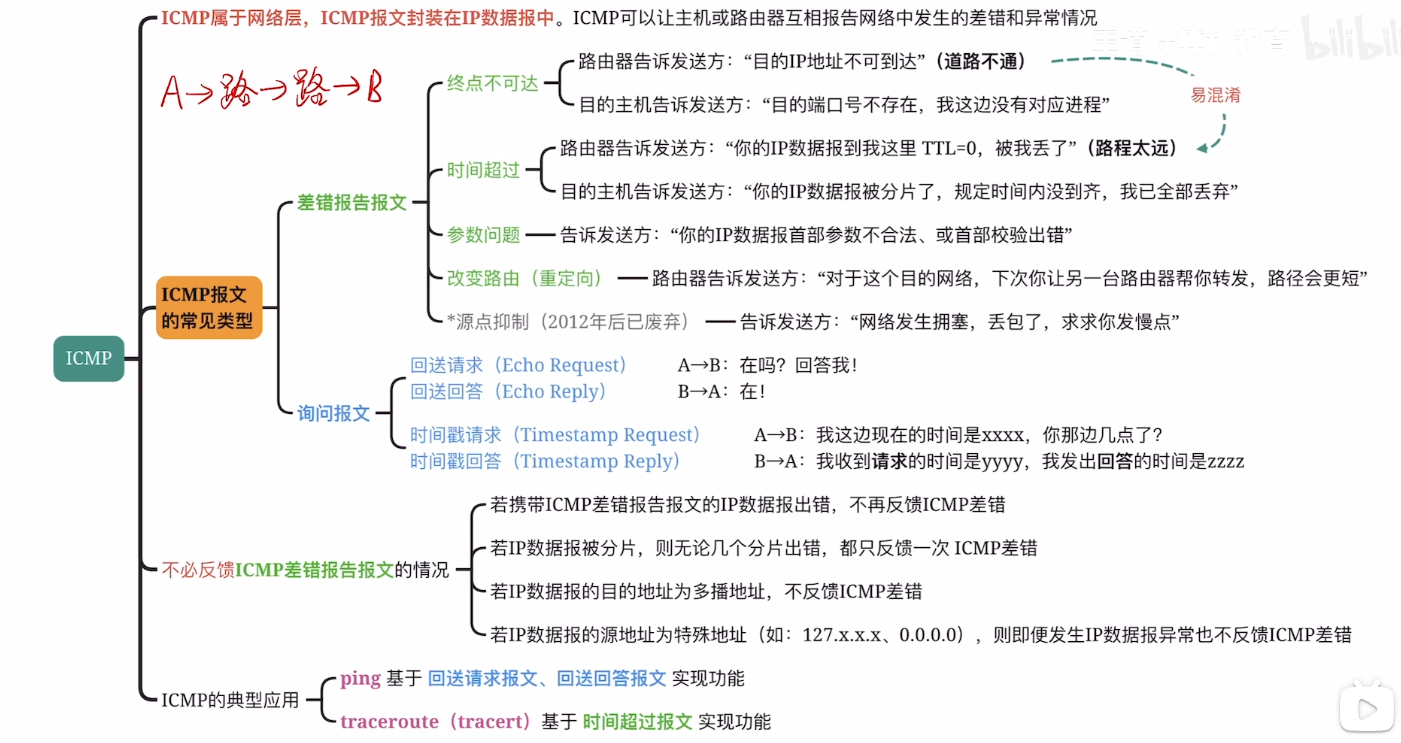 ICMP属于网络层，ICMP报文封装在IP数据报中。ICMP可以让主机或路由器互相报告网络中发生的差错和异常情况
bilibili
A→路→路→B
终点不可达
路由器告诉发送方：“目的IP地址不可到达”（道路不通）
易混淆
目的主机告诉发送方：“目的端口号不存在，我这边没有对应进程”
时间超过
路由器告诉发送方：“你的IP数据报到我这里 TTL=0，被我丢了”（路程太远）
目的主机告诉发送方：“你的IP数据报被分片了，规定时间内没到齐，我已全部丢弃”
差错报告报文
参数问题
告诉发送方：“你的IP数据报首部参数不合法、或首部校验出错”
改变路由（重定向）
路由器告诉发送方：“对于这个目的网络，下次你让另一台路由器帮你转发，路径会更短”
ICMP报文
的常见类型
*源点抑制（2012年后已废弃）
告诉发送方：“网络发生拥塞，丢包了，求求你发慢点”
ICMP
回送请求（Echo Request）
A→B：在吗？回答我！
回送回答（Echo Reply）
B→A：在！
询问报文
时间戳请求（Timestamp Request）
A→B：我这边现在的时间是xxxx，你那边几点了？
时间戳回答（Timestamp Reply）
B→A：我收到请求的时间是yyyy，我发出回答的时间是zzzz
不必反馈ICMP差错报告报文的情况
若携带ICMP差错报告报文的IP数据报出错，不再反馈ICMP差错
若IP数据报被分片，则无论几个分片出错，都只反馈一次 ICMP差错
若IP数据报的目的地址为多播地址，不反馈ICMP差错
若IP数据报的源地址为特殊地址（如：127.x.x.x、0.0.0.0），则即便发生IP数据报异常也不反馈ICMP差错
ICMP的典型应用
ping 基于 回送请求报文、回送回答报文 实现功能
traceroute（tracert）基于 时间超过报文 实现功能